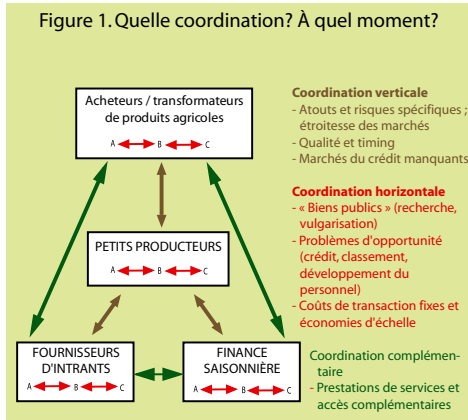 Figure 1. Quelle coordination? À quel moment?
Acheteurs / transformateurs
de produits agricoles
A B C
PETITS PRODUCTEURS
A B C
FOURNISSEURS
D'INTRANTS
A B C
FINANCE
SAISONNIÈRE
A B C
Coordination verticale
- Atouts et risques spécifiques ;
étroitesse des marchés
- Qualité et timing
- Marchés du crédit manquants
Coordination horizontale
- « Biens publics » (recherche,
vulgarisation)
- Problèmes d'opportunité
(crédit, classement,
développement du
personnel)
- Coûts de transaction fixes et
économies d'échelle
Coordination complémen-
taire
- Prestations de services et
accès complémentaires